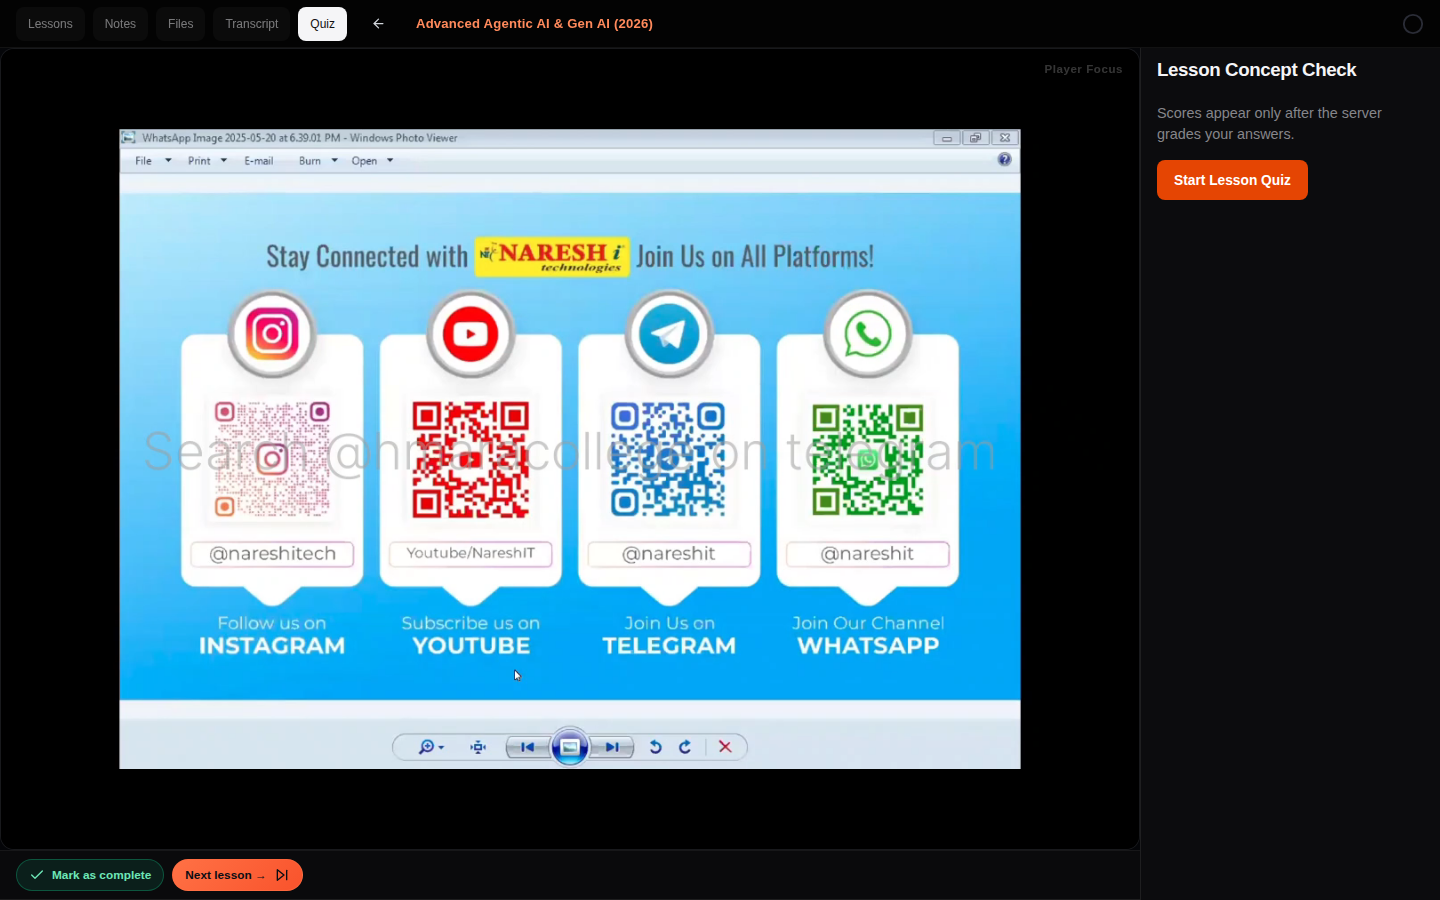 Lessons
Notes
Files
Transcript
Quiz
Advanced Agentic AI & Gen AI (2026)
Player Focus
Lesson Concept Check
Scores appear only after the server
grades your answers.
Start Lesson Quiz
WhatsApp Image 2025-05-20 at 6.39.01 PM - Windows Photo Viewer
File
Print
E-mail
Burn
Open
Stay Connected with NARESH i technologies Join Us on All Platforms!
Search @hmaracollege on telegram
@nareshitech
Youtube/NareshIT
@nareshit
@nareshit
Follow us on
INSTAGRAM
Subscribe us on
YOUTUBE
Join Us on
TELEGRAM
Join Our Channel
WHATSAPP
Mark as complete
Next lesson →